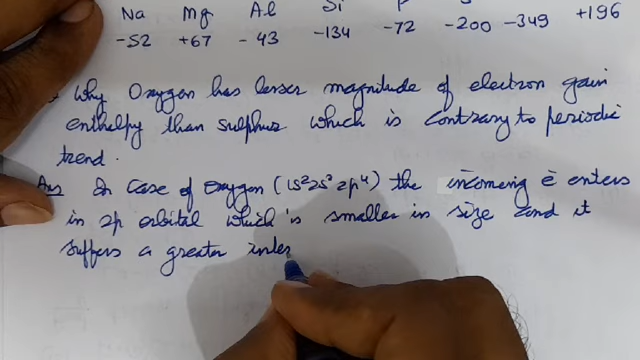 Na Mg Al Si P -200 -349 +196
-52 +67 -43 -134 -72
Why Oxygen has lesser magnitude of electron gain
enthalpy than sulphur which is contrary to periodic
trend.
Ans In case of oxygen (1s² 2s² 2p⁴) the incoming e enters
in 2p orbital which is smaller in size and it
suffers a greater inter